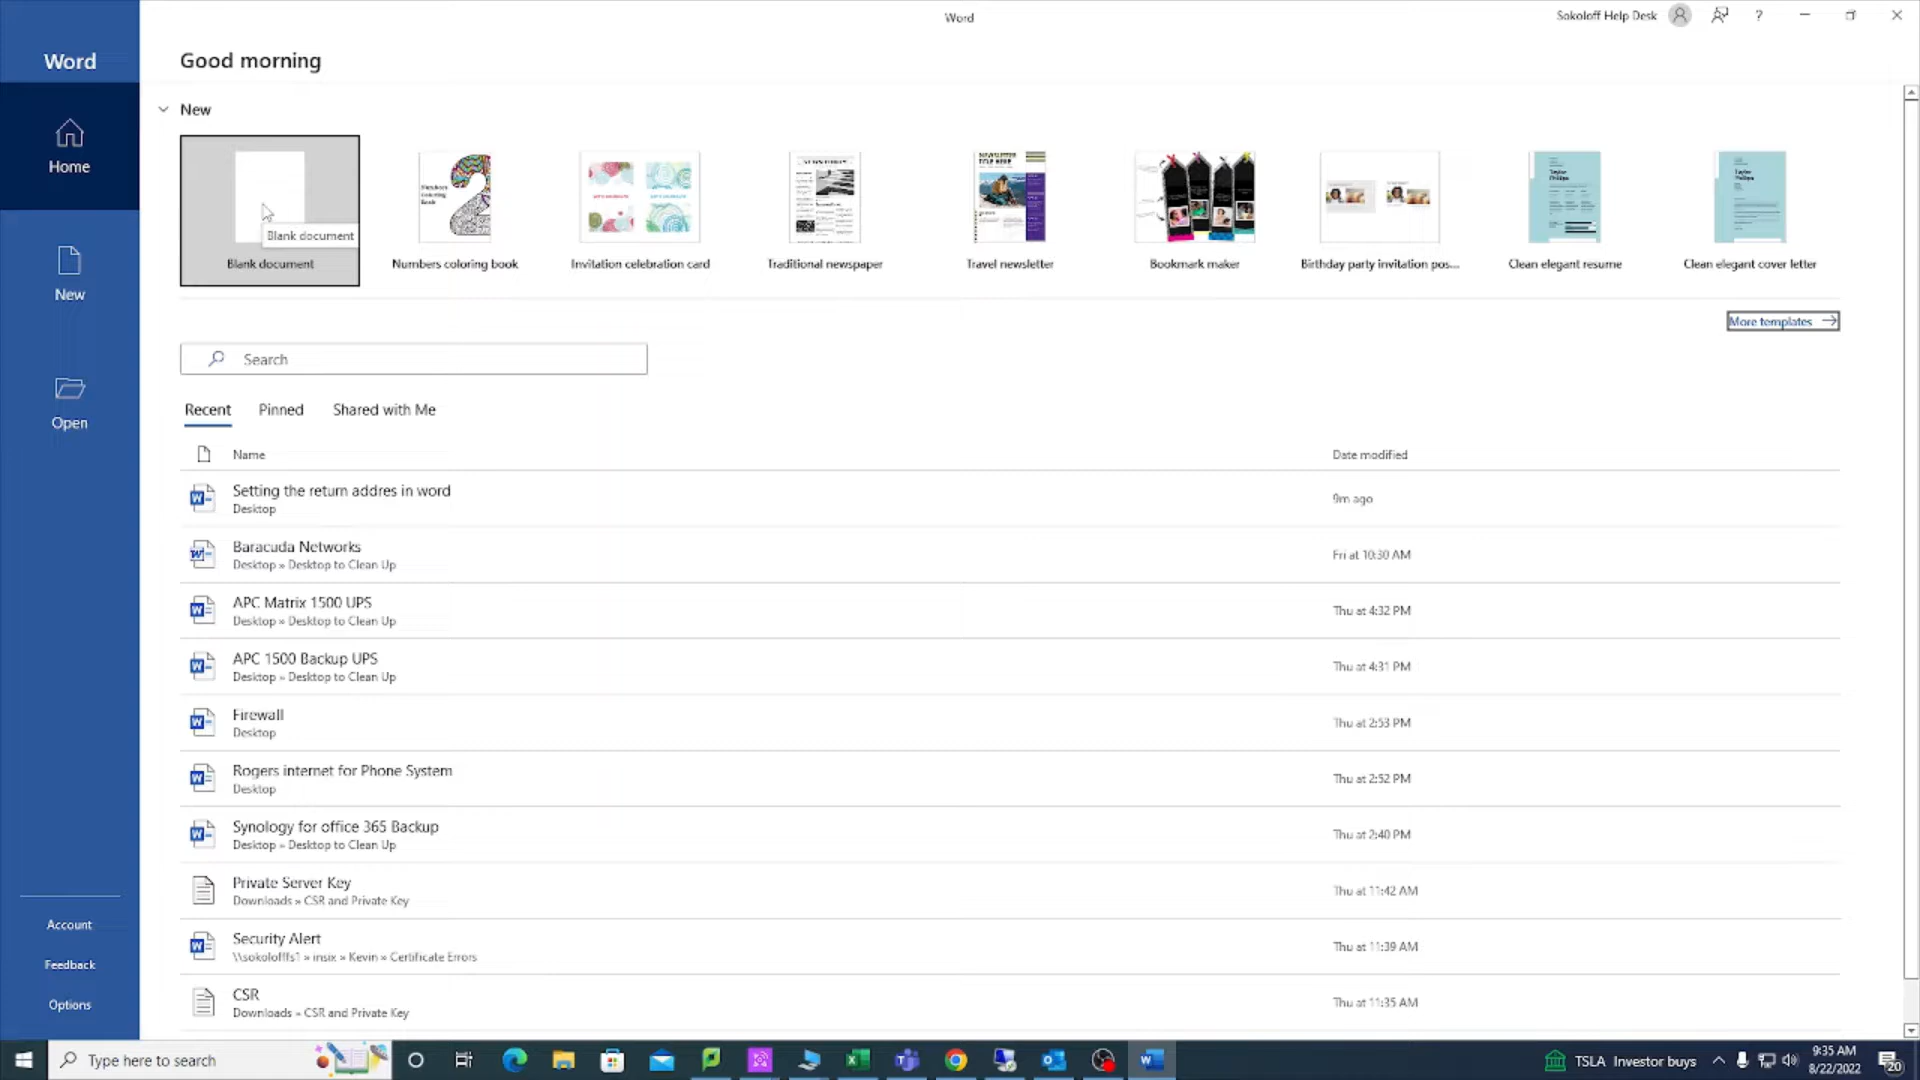 Word
Sokoloff Help Desk
?
Word
Good morning
New
Home
New
Open
Account
Feedback
Options
Blank document
Blank document
Numbers coloring book
Invitation celebration card
Traditional newspaper
Travel newsletter
Bookmark maker
Birthday party invitation pos...
Clean elegant resume
Clean elegant cover letter
More templates
Search
Recent Pinned Shared with Me
Name Date modified
Setting the return addres in word
Desktop
9m ago
Baracuda Networks
Desktop » Desktop to Clean Up
Fri at 10:30 AM
APC Matrix 1500 UPS
Desktop » Desktop to Clean Up
Thu at 4:32 PM
APC 1500 Backup UPS
Desktop » Desktop to Clean Up
Thu at 4:31 PM
Firewall
Desktop
Thu at 2:53 PM
Rogers internet for Phone System
Desktop
Thu at 2:52 PM
Synology for office 365 Backup
Desktop » Desktop to Clean Up
Thu at 2:40 PM
Private Server Key
Downloads » CSR and Private Key
Thu at 11:42 AM
Security Alert
\\sokolofffs1 » insix » Kevin » Certificate Errors
Thu at 11:39 AM
CSR
Downloads » CSR and Private Key
Thu at 11:35 AM
Type here to search
TSLA Investor buys
9:35 AM
8/22/2022
20